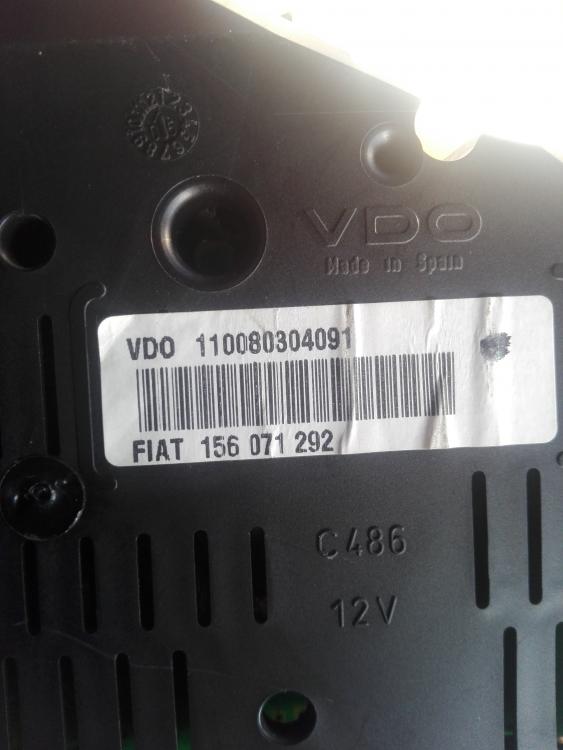 VDO
Made in Spain
VDO 110080304091
FIAT 156 071 292
C486
12V